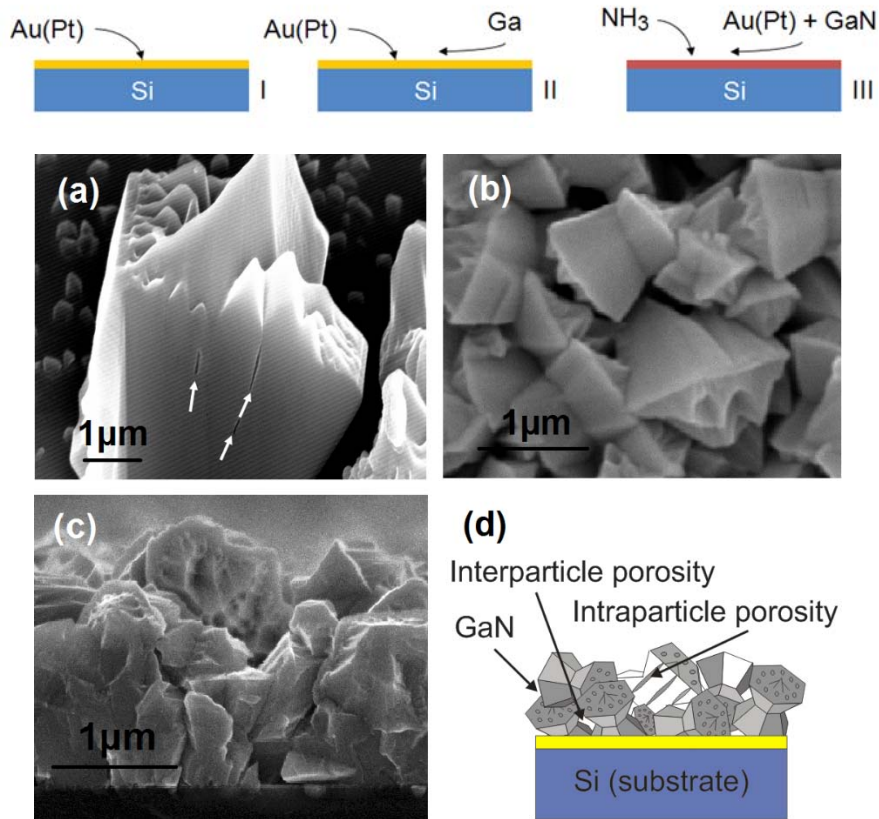 Au(Pt)
Si
I
Au(Pt)
Ga
Si
II
NH3
Au(Pt) + GaN
Si
III
(a)
1µm
(b)
1µm
(c)
1µm
(d)
Interparticle porosity
Intraparticle porosity
GaN
Si (substrate)